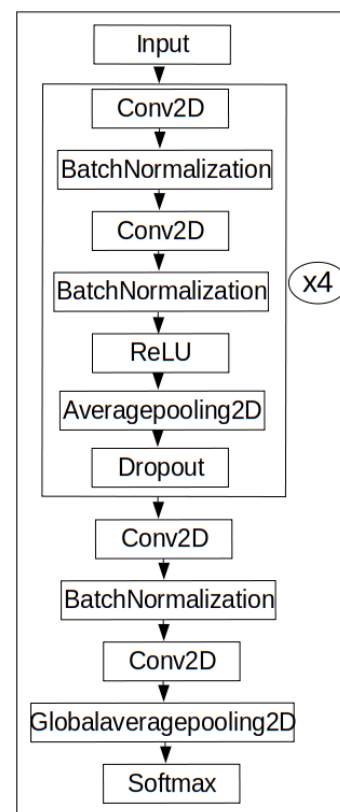 Input
Conv2D
BatchNormalization
Conv2D
BatchNormalization
x4
ReLU
Averagepooling2D
Dropout
Conv2D
BatchNormalization
Conv2D
Globalaveragepooling2D
Softmax